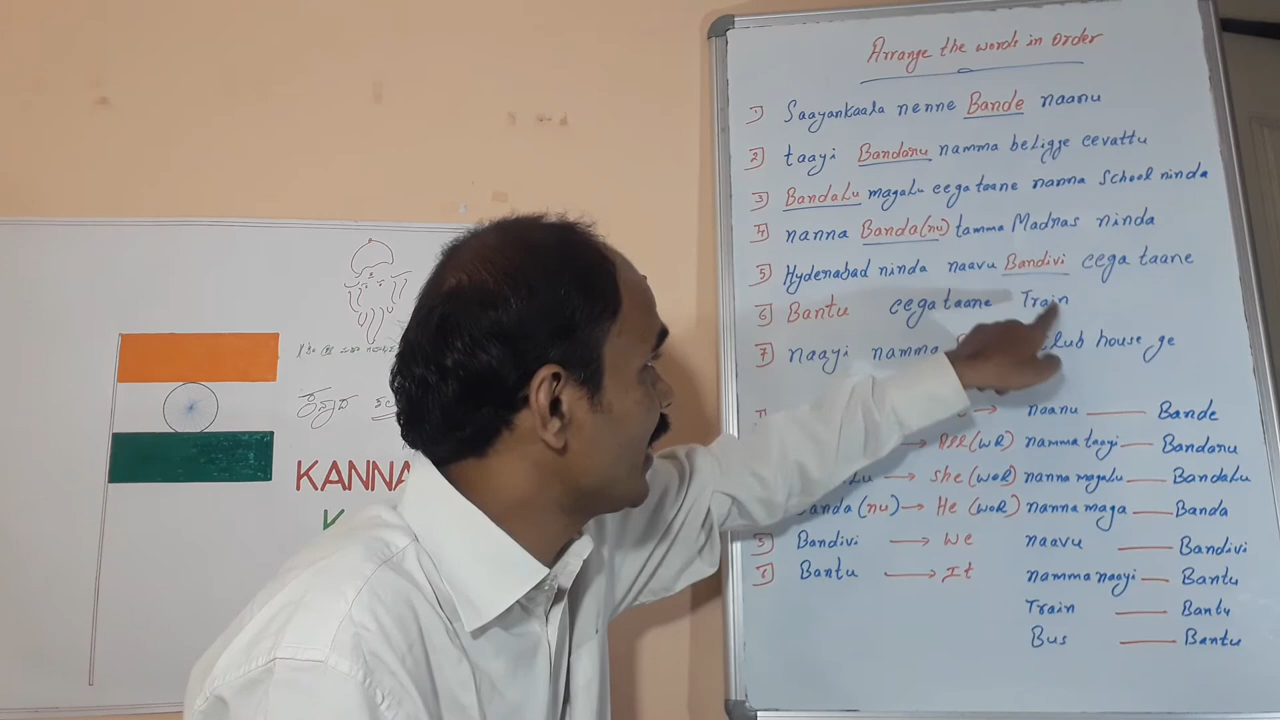 Arrange the words in order
1] Saayankaala nenne Bande naanu
2] taayi Bandaru namma beligge eevattu
3] BandaLu magaLu eega taane nanna School ninda
4] nanna Banda(nu) tamma Madras ninda
5] Hyderabad ninda naavu Bandivi eega taane
6] Bantu eega taane Train
7] naayi namma club house ge
→ naanu — Bande
→ (WR) namma taayi — Bandaru
→ she (WOR) nanna magaLu — BandaLu
Banda(nu) → He (WOR) nanna maga — Banda
5] Bandivi → We naavu — Bandivi
6] Bantu → It namma naayi — Bantu
Train — Bantu
Bus — Bantu
KANNA